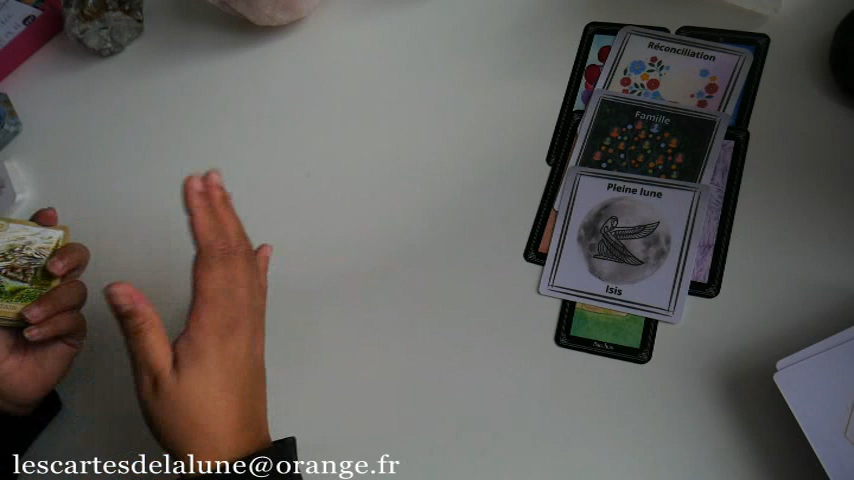 Réconciliation
Famille
Pleine lune
Isis
lescartesdelalune@orange.fr